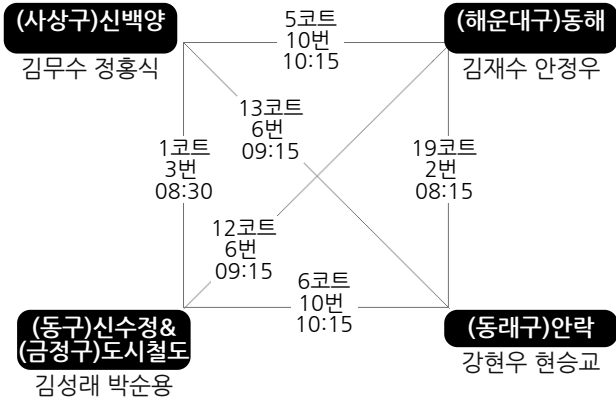 (사상구)신백양
김무수 정홍식
(해운대구)동해
김재수 안정우
5코트
10번
10:15
13코트
6번
09:15
1코트
3번
08:30
19코트
2번
08:15
12코트
6번
09:15
6코트
10번
10:15
(동구)신수정&
(금정구)도시철도
김성래 박순용
(동래구)안락
강현우 현승교